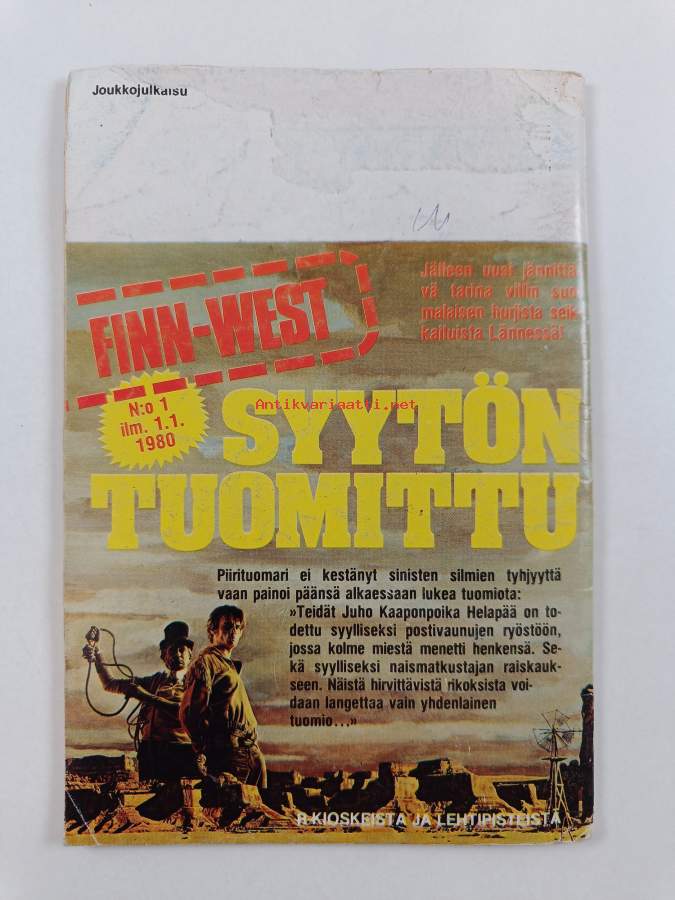 Joukkojulkaisu
Jälleen uusi jännittä
vä tarina villin suo
malaisen hurjista seik
kailuista Lännessä!
FINN-WEST
N:o 1
ilm. 1.1.
1980
SYYTÖN
TUOMITTU
Antikvariaatti.net
Piirituomari ei kestänyt sinisten silmien tyhjyyttä
vaan painoi päänsä alkaessaan lukea tuomiota:
»Teidät Juho Kaaponpoika Helapää on to-
dettu syylliseksi postivaunujen ryöstöön,
jossa kolme miestä menetti henkensä. Se-
kä syylliseksi naismatkustajan raiskauk-
seen. Näistä hirvittävistä rikoksista voi-
daan langettaa vain yhdenlainen
tuomio...»
R-KIOSKEISTA JA LEHTIPISTEISTÄ